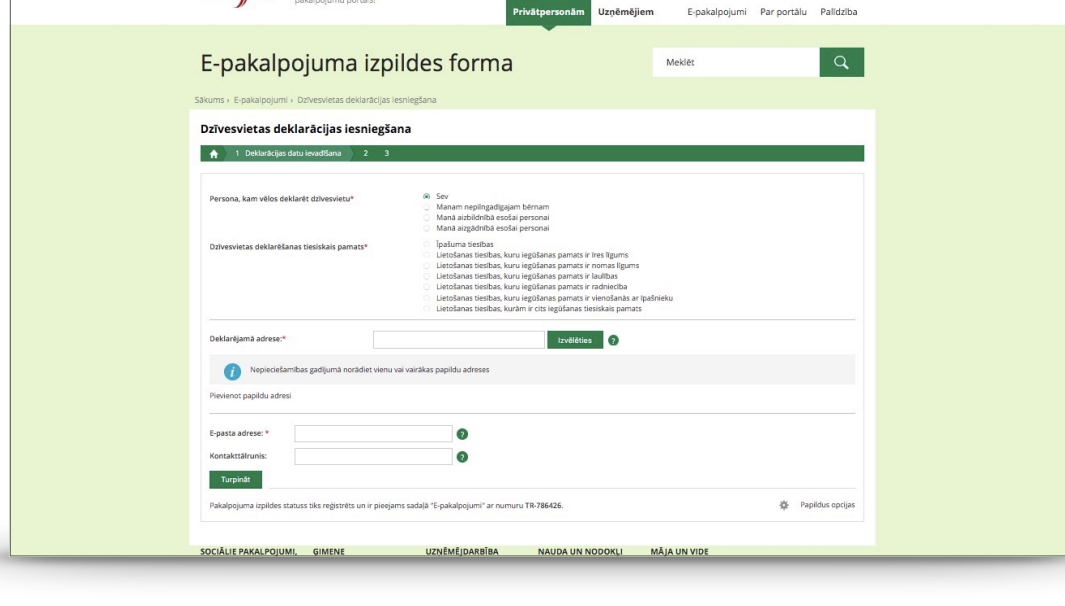 pakalpojumu portāls!
Privātpersonām Uzņēmējiem E-pakalpojumi Par portālu Palīdzība
E-pakalpojuma izpildes forma
Meklēt
Sākums › E-pakalpojumi › Dzīvesvietas deklarācijas iesniegšana
Dzīvesvietas deklarācijas iesniegšana
1 Deklarācijas datu ievadīšana 2 3
Persona, kam vēlos deklarēt dzīvesvietu*
Sev
Manam nepilngadīgajam bērnam
Manā aizbildnībā esošai personai
Manā aizgādnībā esošai personai
Dzīvesvietas deklarēšanas tiesiskais pamats*
Īpašuma tiesības
Lietošanas tiesības, kuru iegūšanas pamats ir īres līgums
Lietošanas tiesības, kuru iegūšanas pamats ir nomas līgums
Lietošanas tiesības, kuru iegūšanas pamats ir laulības
Lietošanas tiesības, kuru iegūšanas pamats ir radniecība
Lietošanas tiesības, kuru iegūšanas pamats ir vienošanās ar īpašnieku
Lietošanas tiesības, kurām ir cits iegūšanas tiesiskais pamats
Deklarējamā adrese:* Izvēlēties ?
i Nepieciešamības gadījumā norādiet vienu vai vairākas papildu adreses
Pievienot papildu adresi
E-pasta adrese: * ?
Kontakttālrunis: ?
Turpināt
Pakalpojuma izpildes statuss tiks reģistrēts un ir pieejams sadaļā "E-pakalpojumi" ar numuru TR-786426. Papildus opcijas
SOCIĀLIE PAKALPOJUMI, ĢIMENE UZŅĒMĒJDARBĪBA NAUDA UN NODOKĻI MĀJA UN VIDE